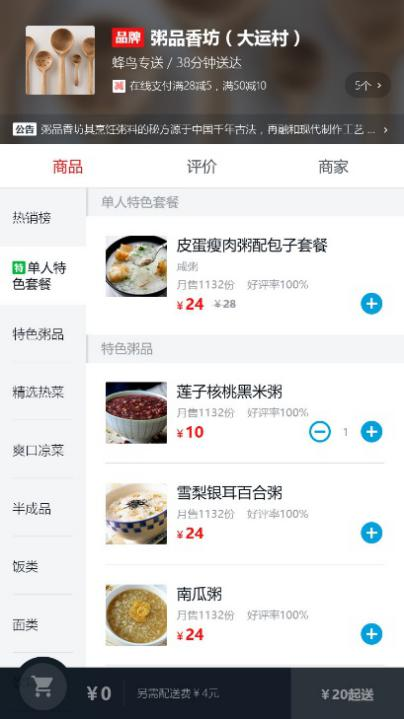 品牌 粥品香坊（大运村）
蜂鸟专送 / 38分钟送达
减 在线支付满28减5，满50减10
5个 >
公告 粥品香坊其烹饪粥料的秘方源于中国千年古法，再融和现代制作工艺 ... >
商品 评价 商家
热销榜
特 单人特
色套餐
特色粥品
精选热菜
爽口凉菜
半成品
饭类
面类
单人特色套餐
皮蛋瘦肉粥配包子套餐
咸粥
月售1132份 好评率100%
¥24 ¥28
特色粥品
莲子核桃黑米粥
月售1132份 好评率100%
¥10
1
雪梨银耳百合粥
月售1132份 好评率100%
¥24
南瓜粥
月售1132份 好评率100%
¥24
¥0 另需配送费¥4元 ¥20起送